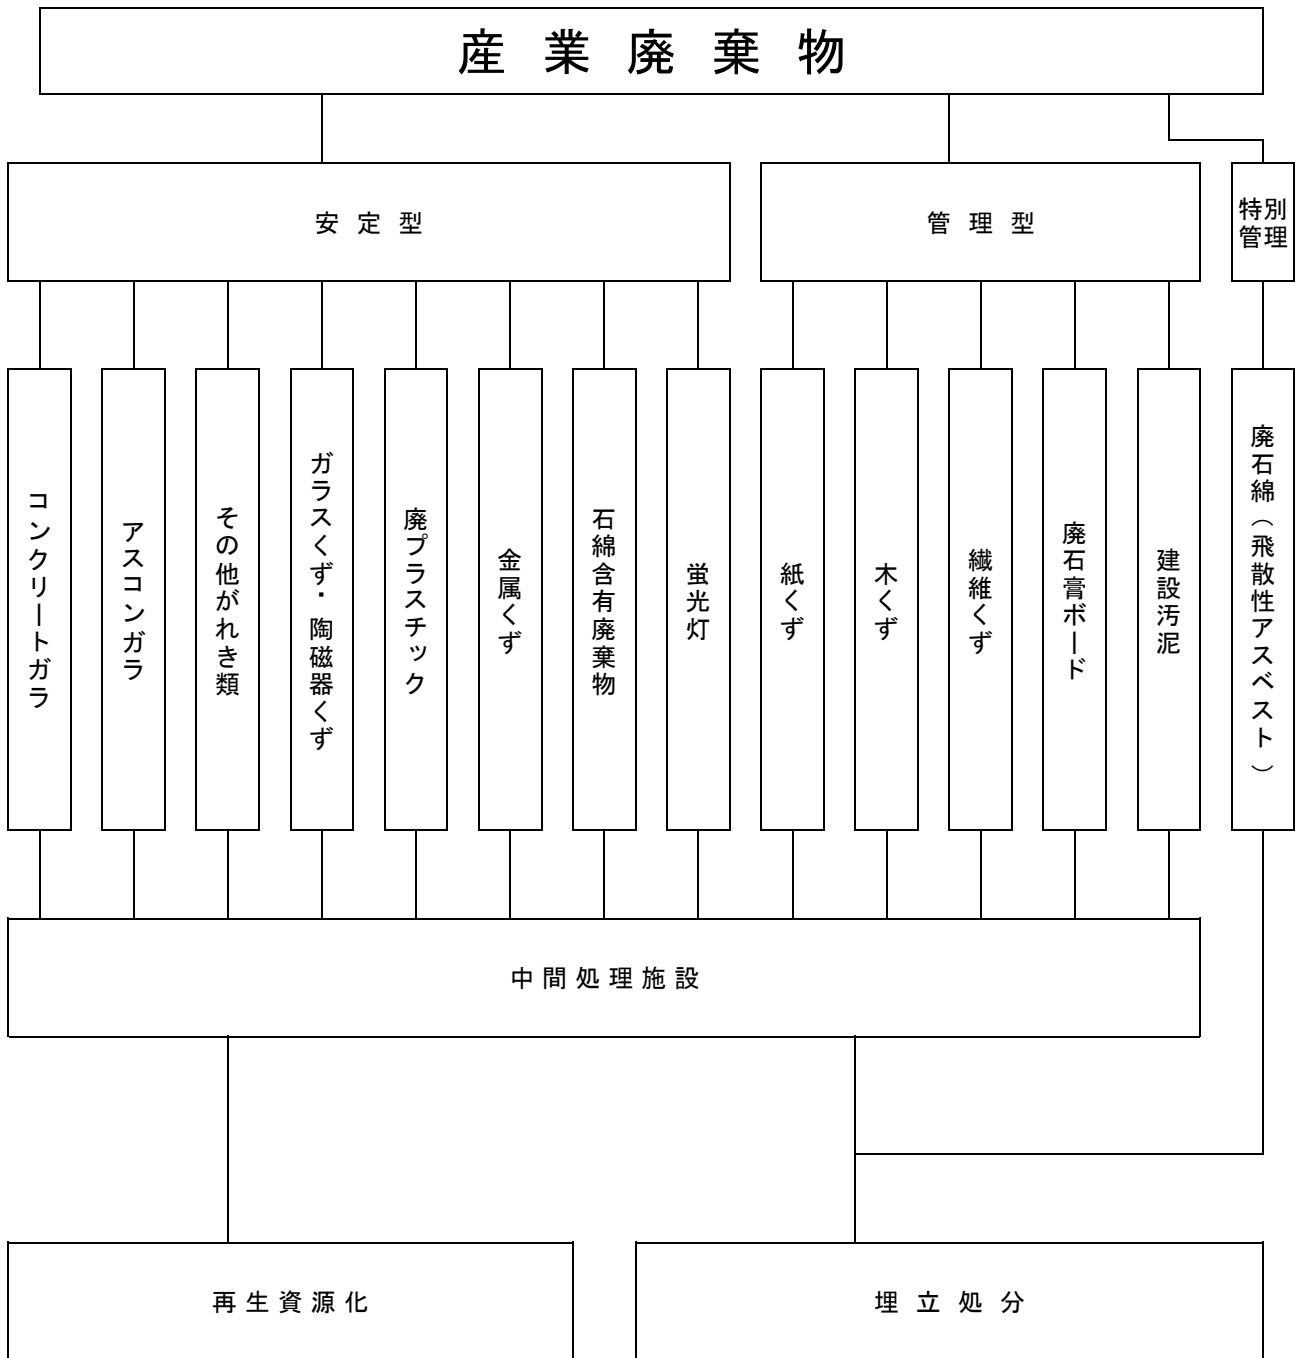 産業廃棄物
安定型
管理型
特別
管理
コンクリートガラ
アスコンガラ
その他がれき類
ガラスくず・陶磁器くず
廃プラスチック
金属くず
石綿含有廃棄物
蛍光灯
紙くず
木くず
繊維くず
廃石膏ボード
建設汚泥
廃石綿（飛散性アスベスト）
中間処理施設
再生資源化
埋立処分